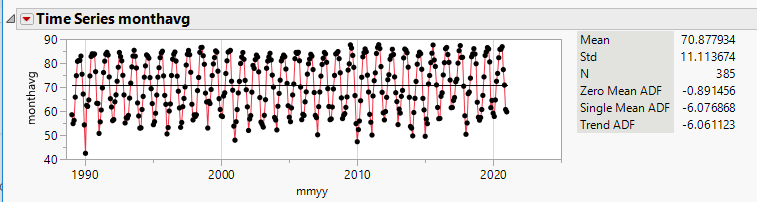 Time Series monthavg
90
80
70
60
50
40
monthavg
1990
2000
2010
2020
mmyy
Mean 70.877934
Std 11.113674
N 385
Zero Mean ADF -0.891456
Single Mean ADF -6.076868
Trend ADF -6.061123